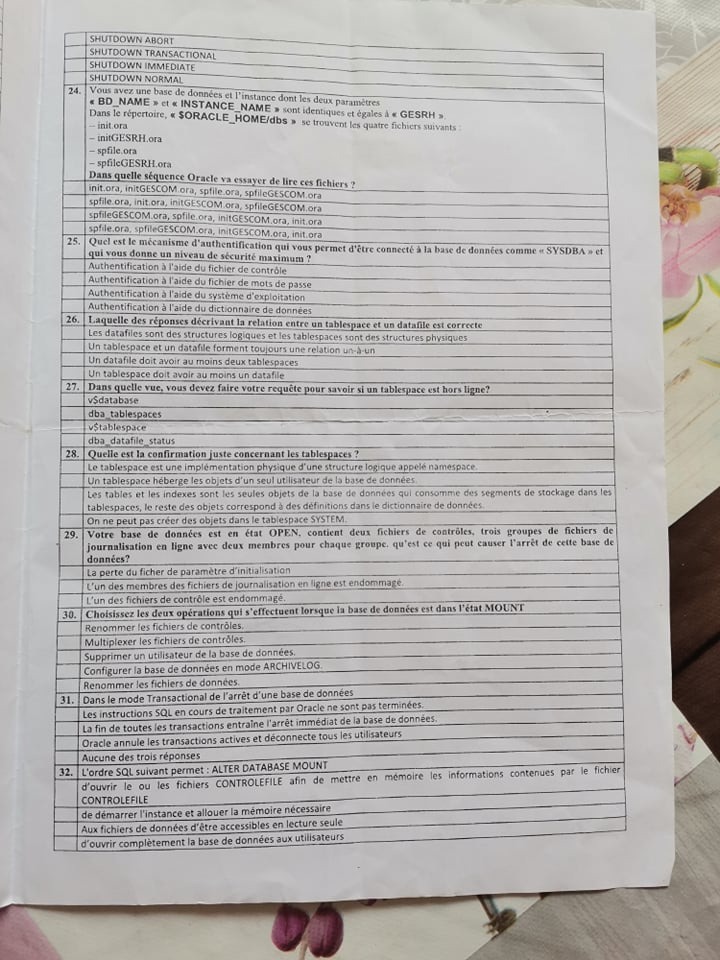 SHUTDOWN ABORT
SHUTDOWN TRANSACTIONAL
SHUTDOWN IMMEDIATE
SHUTDOWN NORMAL
24. Vous avez une base de données et l'instance dont les deux paramètres
« BD_NAME » et « INSTANCE_NAME » sont identiques et égales à « GESRH ».
Dans le répertoire, « $ORACLE_HOME/dbs » se trouvent les quatre fichiers suivants :
– init.ora
– initGESRH.ora
– spfile.ora
– spfileGESRH.ora
Dans quelle séquence Oracle va essayer de lire ces fichiers ?
init.ora, initGESCOM.ora, spfile.ora, spfileGESCOM.ora
spfile.ora, init.ora, initGESCOM.ora, spfileGESCOM.ora
spfileGESCOM.ora, spfile.ora, initGESCOM.ora, init.ora
spfile.ora, spfileGESCOM.ora, initGESCOM.ora, init.ora
25. Quel est le mécanisme d'authentification qui vous permet d'être connecté à la base de données comme « SYSDBA » et
qui vous donne un niveau de sécurité maximum ?
Authentification à l'aide du fichier de contrôle
Authentification à l'aide du fichier de mots de passe
Authentification à l'aide du système d'exploitation
Authentification à l'aide du dictionnaire de données
26. Laquelle des réponses décrivant la relation entre un tablespace et un datafile est correcte
Les datafiles sont des structures logiques et les tablespaces sont des structures physiques
Un tablespace et un datafile forment toujours une relation un-à-un
Un datafile doit avoir au moins deux tablespaces
Un tablespace doit avoir au moins un datafile
27. Dans quelle vue, vous devez faire votre requête pour savoir si un tablespace est hors ligne?
v$database
dba_tablespaces
v$tablespace
dba_datafile_status
28. Quelle est la confirmation juste concernant les tablespaces ?
Le tablespace est une implémentation physique d'une structure logique appelé namespace.
Un tablespace héberge les objets d'un seul utilisateur de la base de données.
Les tables et les indexes sont les seules objets de la base de données qui consomme des segments de stockage dans les
tablespaces, le reste des objets correspond à des définitions dans le dictionnaire de données.
On ne peut pas créer des objets dans le tablespace SYSTEM.
29. Votre base de données est en état OPEN, contient deux fichiers de contrôles, trois groupes de fichiers de
journalisation en ligne avec deux membres pour chaque groupe. qu'est ce qui peut causer l'arrêt de cette base de
données?
La perte du ficher de paramètre d'initialisation
L'un des membres des fichiers de journalisation en ligne est endommagé.
L'un des fichiers de contrôle est endommagé.
30. Choisissez les deux opérations qui s'effectuent lorsque la base de données est dans l'état MOUNT
Renommer les fichiers de contrôles.
Multiplexer les fichiers de contrôles.
Supprimer un utilisateur de la base de données.
Configurer la base de données en mode ARCHIVELOG.
Renommer les fichiers de données.
31. Dans le mode Transactional de l'arrêt d'une base de données
Les instructions SQL en cours de traitement par Oracle ne sont pas terminées.
La fin de toutes les transactions entraîne l'arrêt immédiat de la base de données.
Oracle annule les transactions actives et déconnecte tous les utilisateurs
Aucune des trois réponses
32. L'ordre SQL suivant permet : ALTER DATABASE MOUNT
d'ouvrir le ou les fichiers CONTROLEFILE afin de mettre en mémoire les informations contenues par le fichier
CONTROLEFILE
de démarrer l'instance et allouer la mémoire nécessaire
Aux fichiers de données d'être accessibles en lecture seule
d'ouvrir complètement la base de données aux utilisateurs